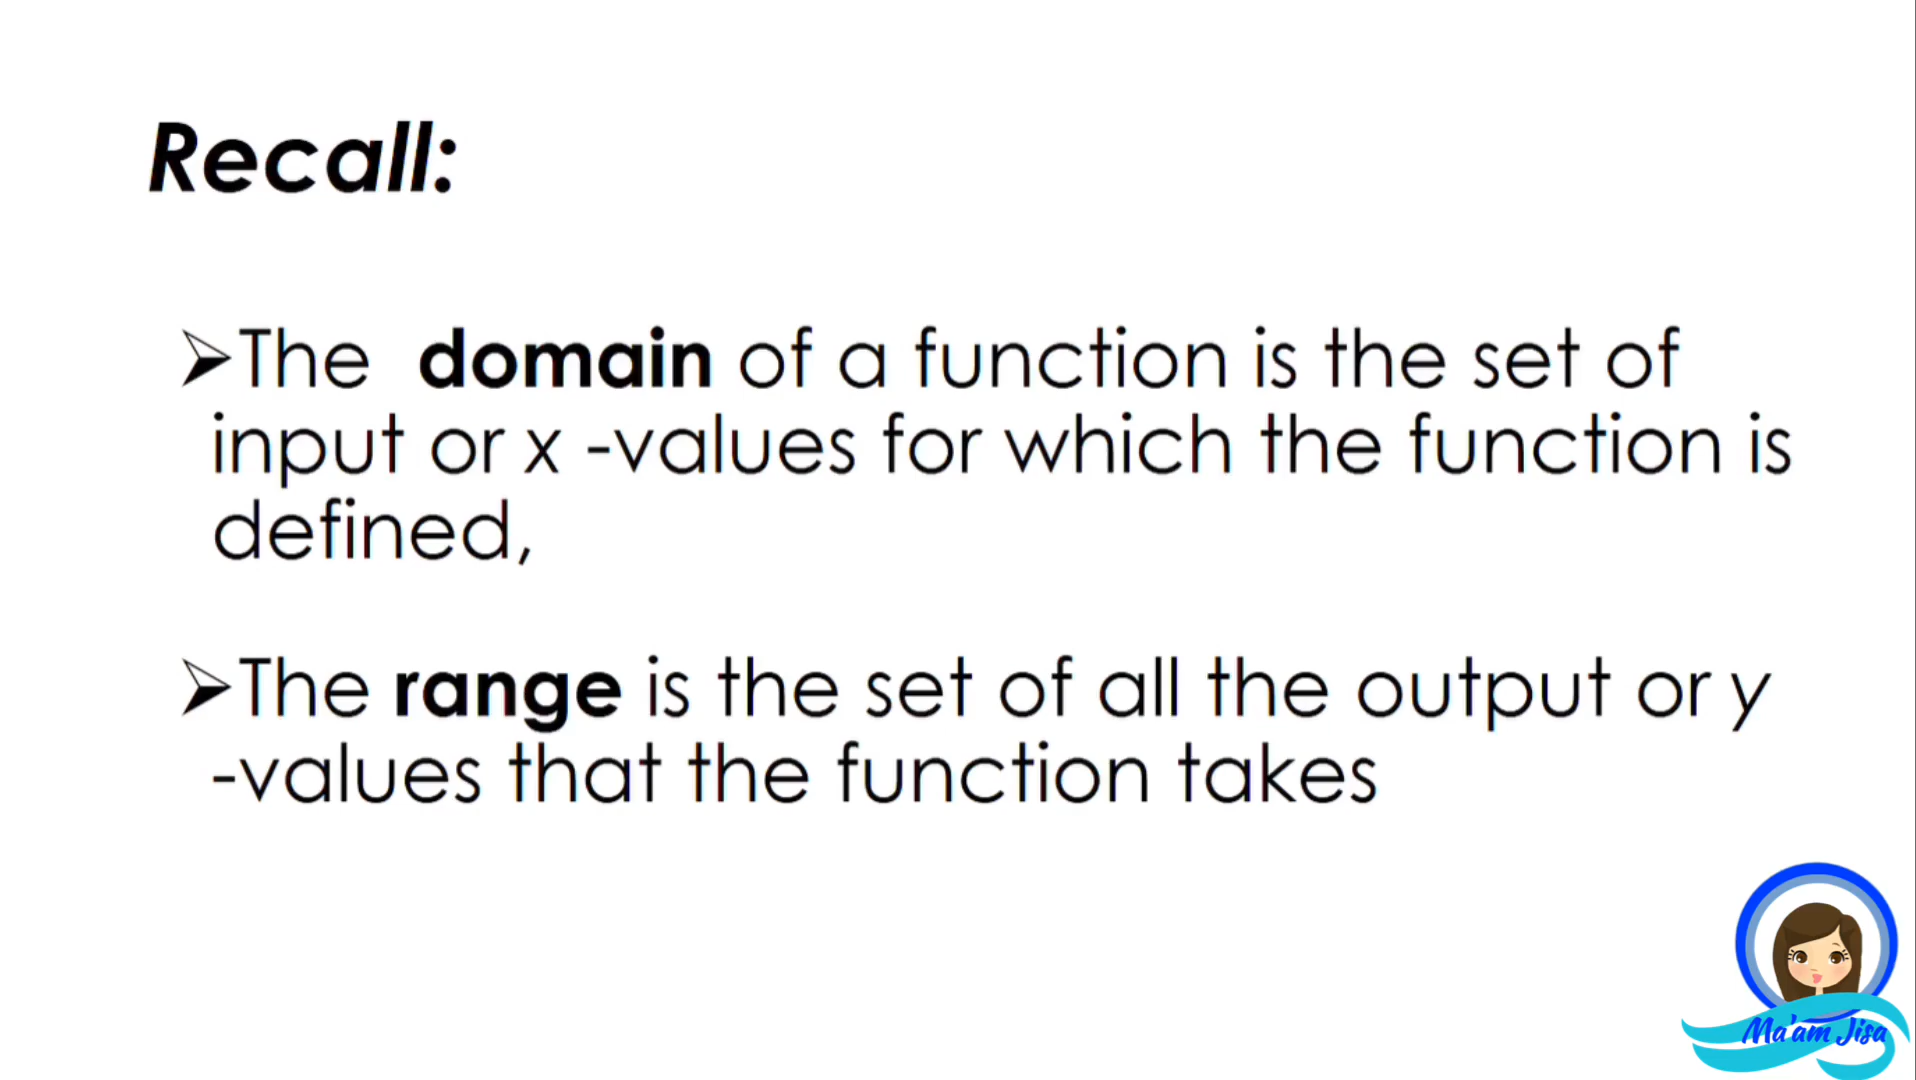 Recall:
➢The domain of a function is the set of
input or x -values for which the function is
defined,
➢The range is the set of all the output or y
-values that the function takes
Ma'am Jisa